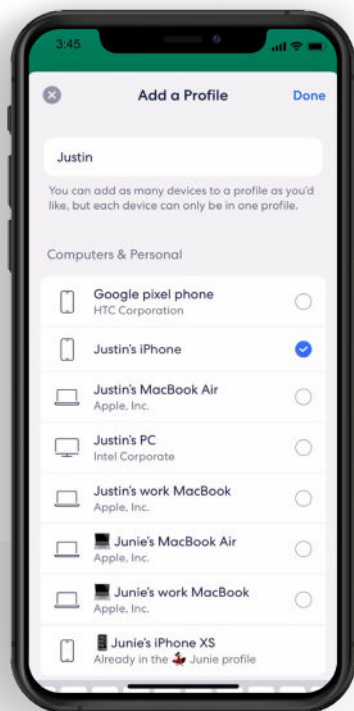 3:45
Add a Profile
Done
Justin
You can add as many devices to a profile as you'd
like, but each device can only be in one profile.
Computers & Personal
Google pixel phone
HTC Corporation
Justin's iPhone
Justin's MacBook Air
Apple, Inc.
Justin's PC
Intel Corporate
Justin's work MacBook
Apple, Inc.
💻 Junie's MacBook Air
Apple, Inc.
💻 Junie's work MacBook
Apple, Inc.
📱 Junie's iPhone XS
Already in the 💃 Junie profile